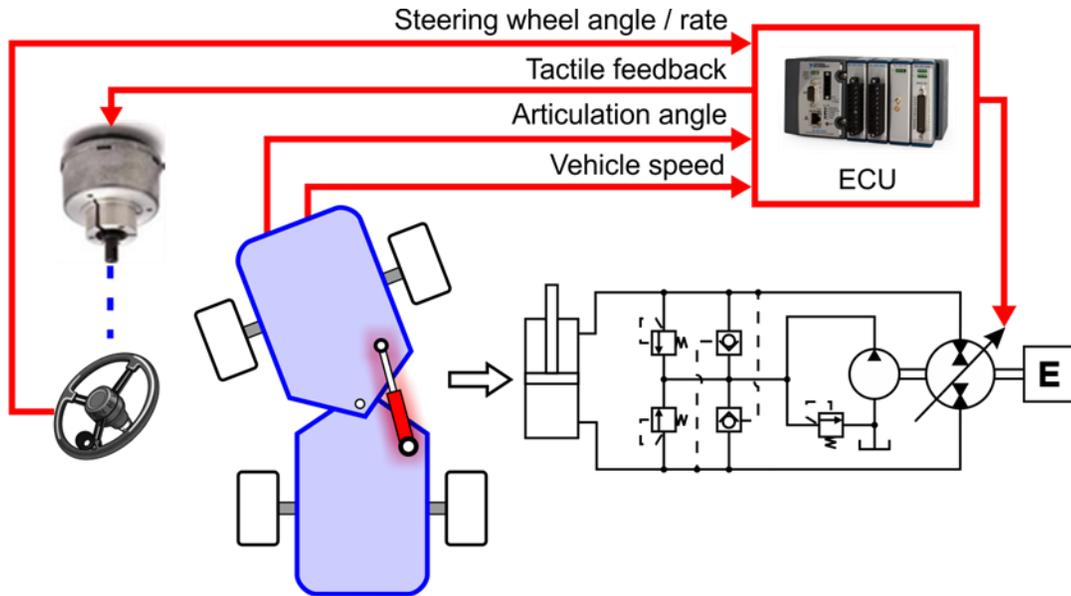 Steering wheel angle / rate
Tactile feedback
Articulation angle
Vehicle speed
ECU
E